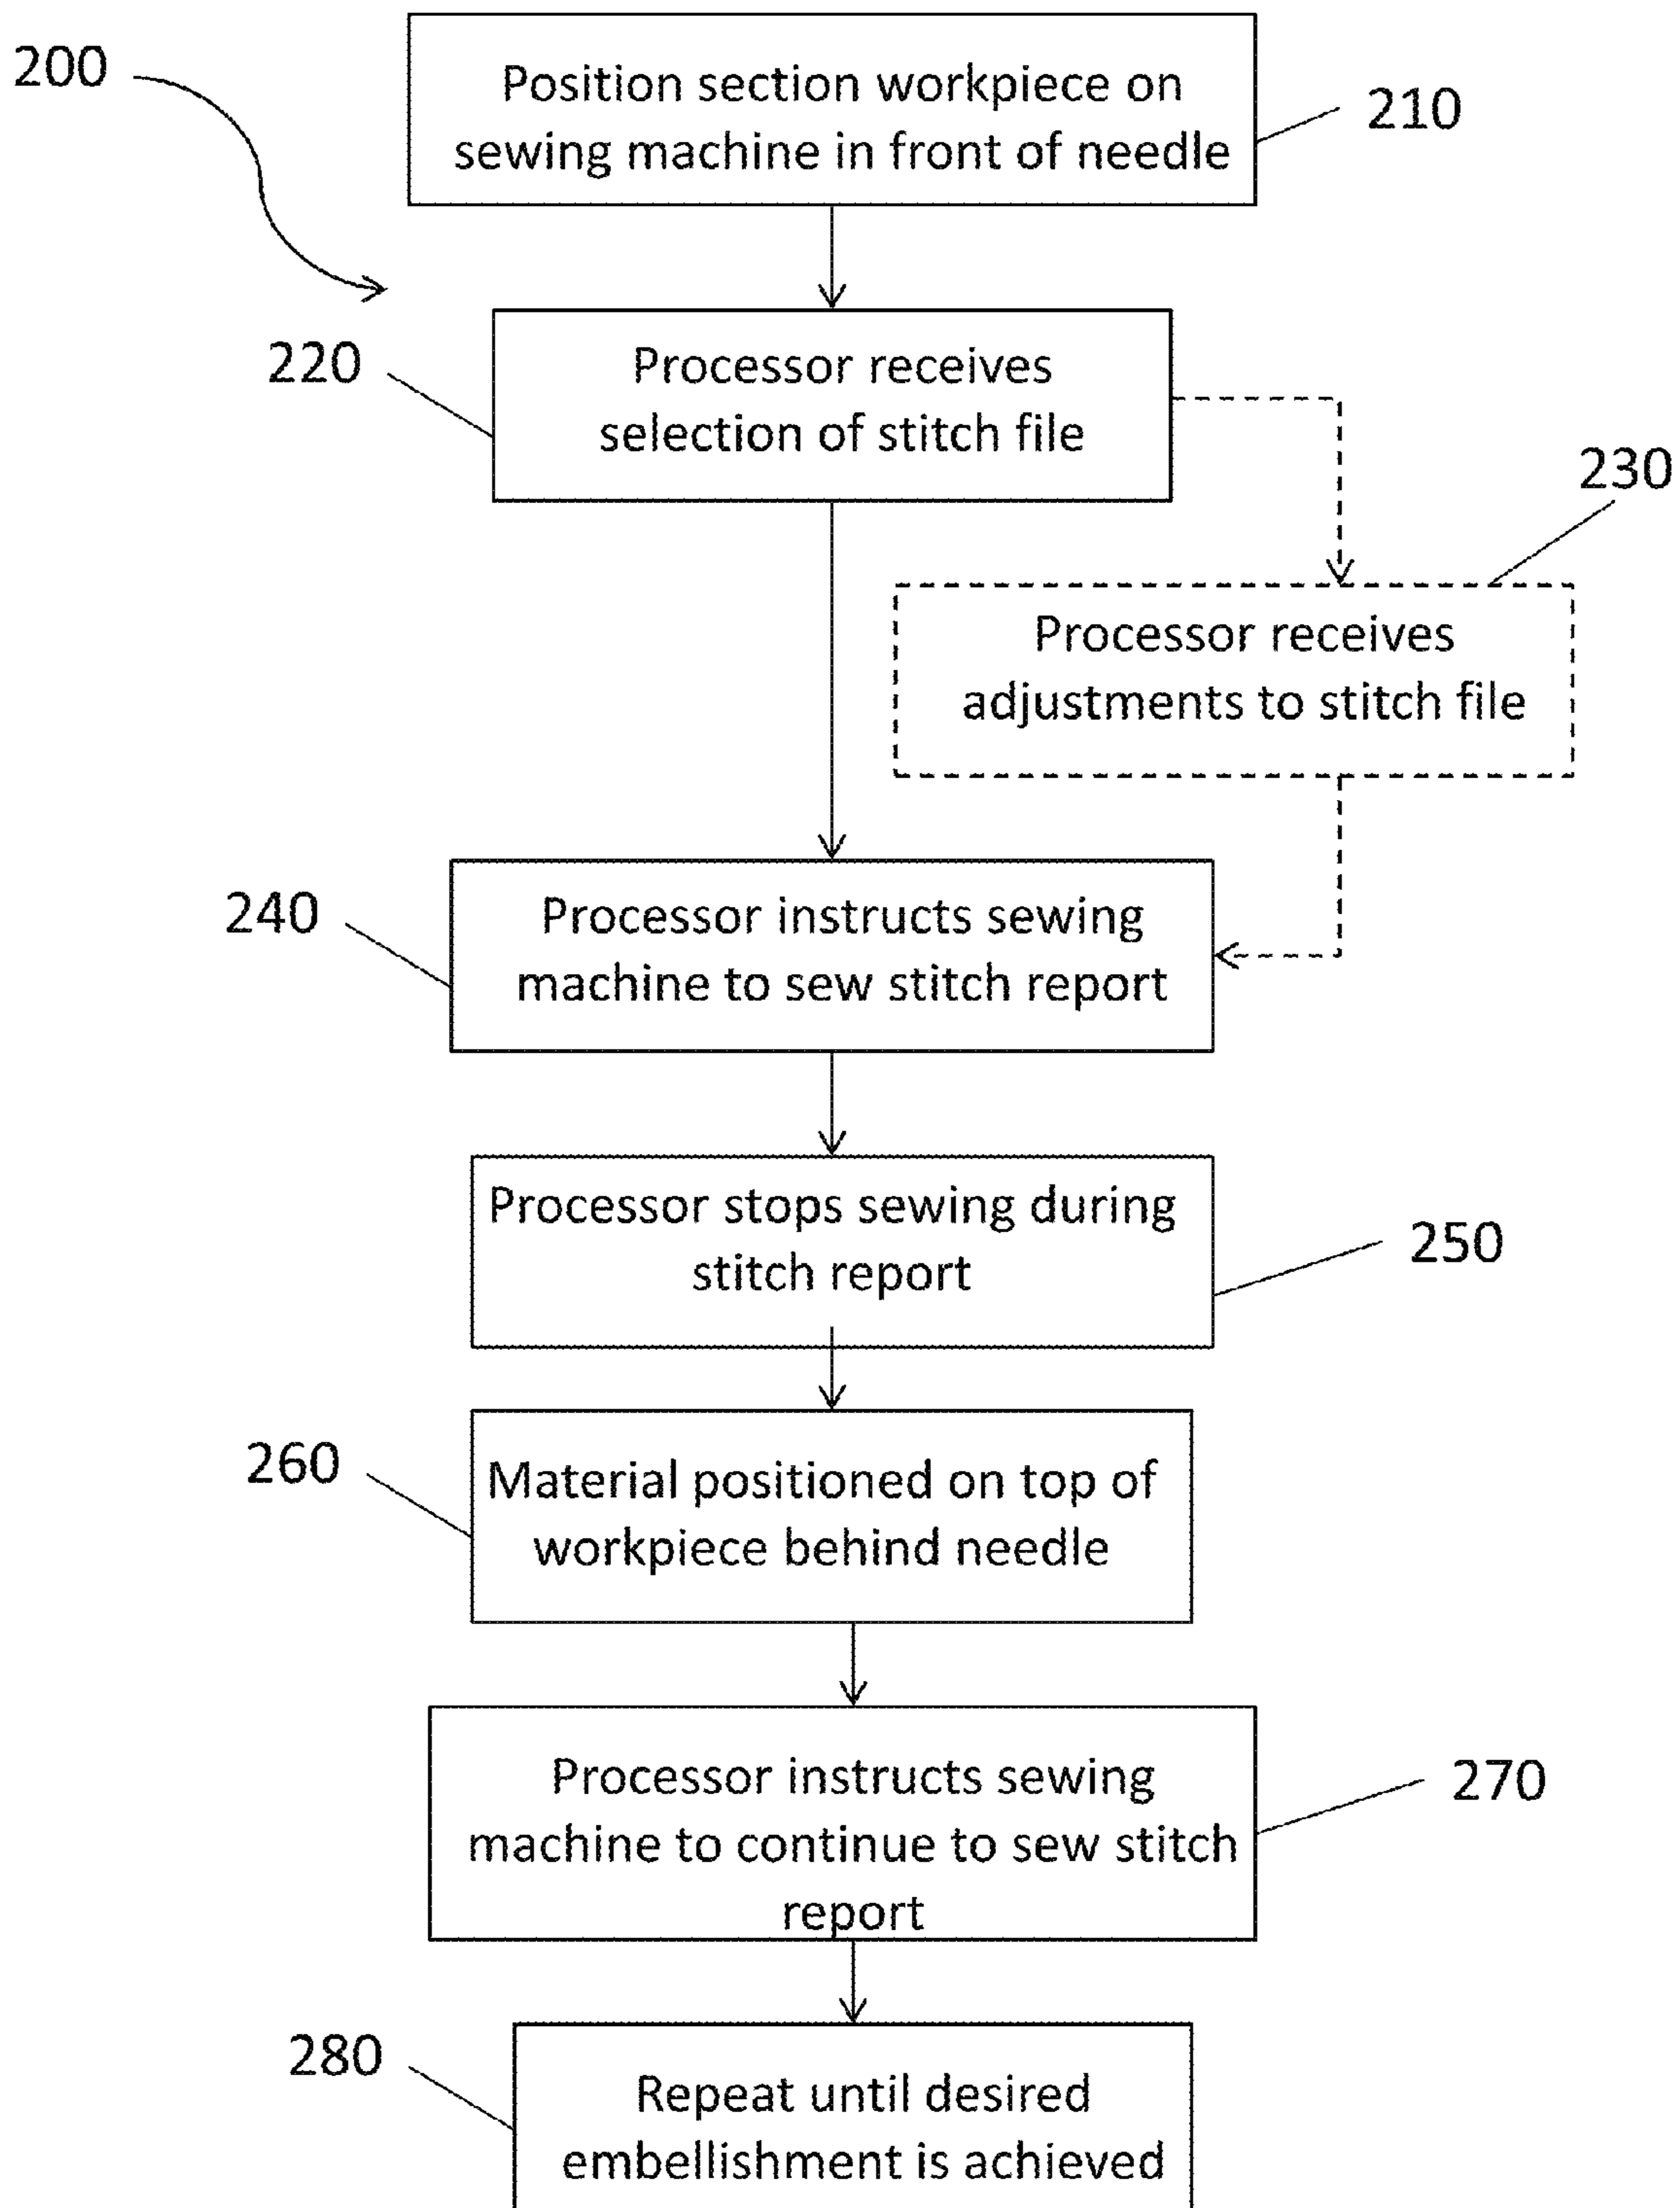 200
Position section workpiece on
sewing machine in front of needle
210
220
Processor receives
selection of stitch file
230
Processor receives
adjustments to stitch file
240
Processor instructs sewing
machine to sew stitch report
Processor stops sewing during
stitch report
250
260
Material positioned on top of
workpiece behind needle
Processor instructs sewing
machine to continue to sew stitch
report
270
280
Repeat until desired
embellishment is achieved